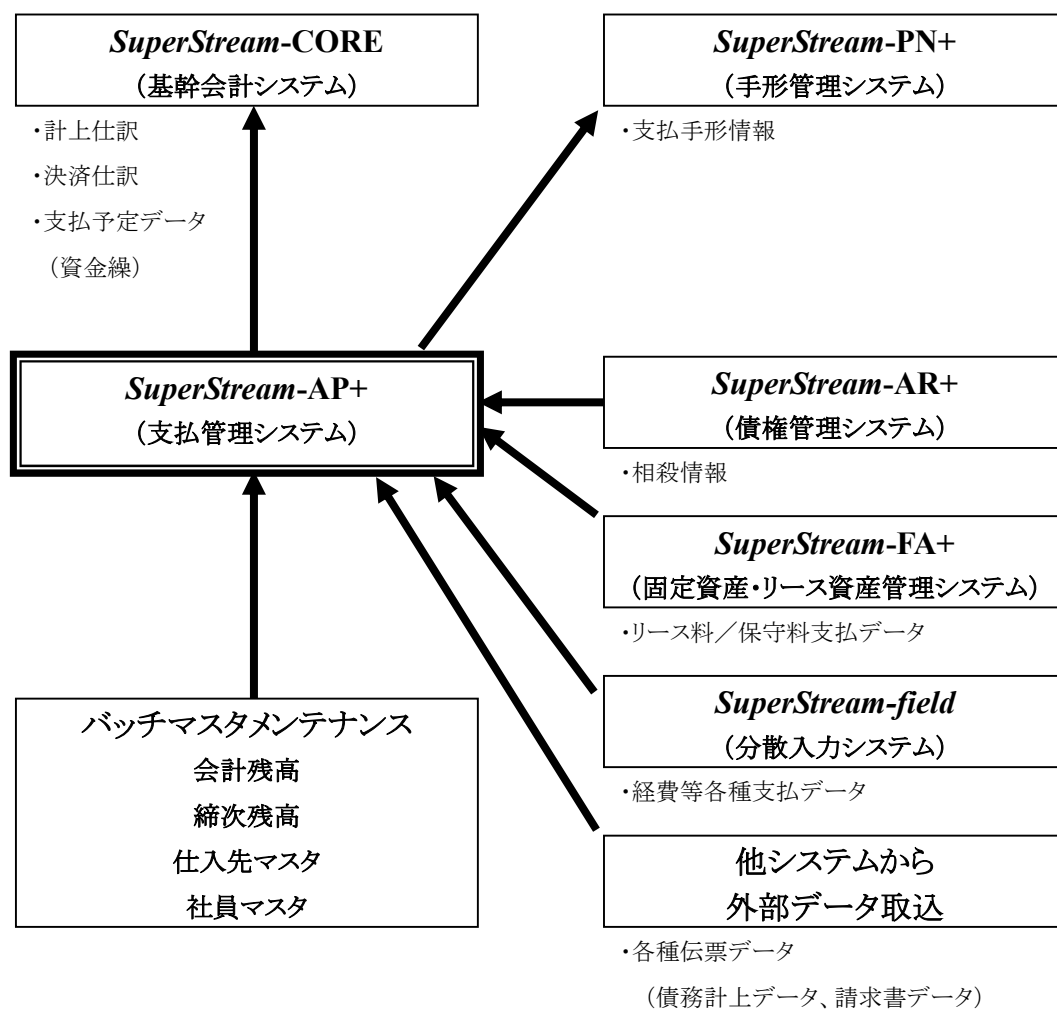 SuperStream-CORE
（基幹会計システム）
・計上仕訳
・決済仕訳
・支払予定データ
（資金繰）
SuperStream-PN+
（手形管理システム）
・支払手形情報
SuperStream-AP+
（支払管理システム）
SuperStream-AR+
（債権管理システム）
・相殺情報
SuperStream-FA+
（固定資産・リース資産管理システム）
・リース料／保守料支払データ
SuperStream-field
（分散入力システム）
・経費等各種支払データ
バッチマスタメンテナンス
会計残高
締次残高
仕入先マスタ
社員マスタ
他システムから
外部データ取込
・各種伝票データ
（債務計上データ、請求書データ）